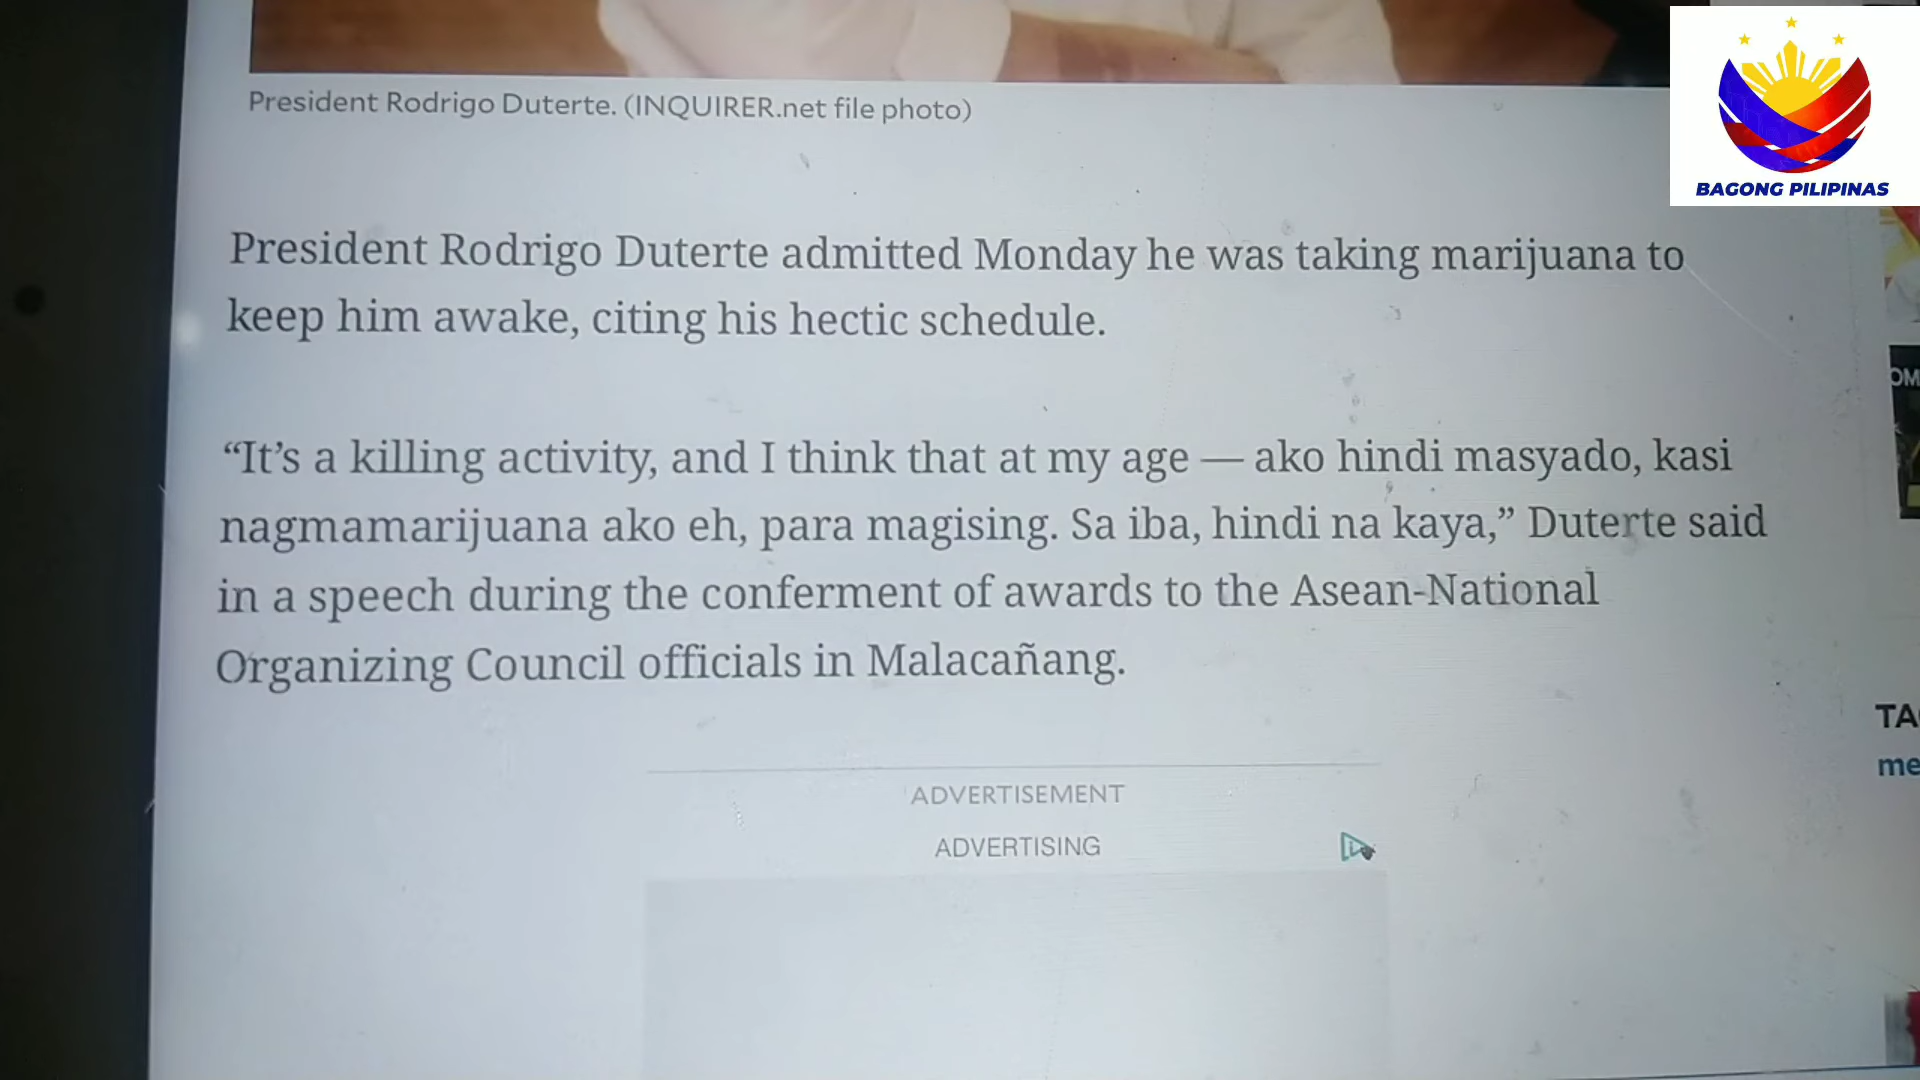 President Rodrigo Duterte. (INQUIRER.net file photo)
BAGONG PILIPINAS
President Rodrigo Duterte admitted Monday he was taking marijuana to
keep him awake, citing his hectic schedule.
“It’s a killing activity, and I think that at my age — ako hindi masyado, kasi
nagmamarijuana ako eh, para magising. Sa iba, hindi na kaya,” Duterte said
in a speech during the conferment of awards to the Asean-National
Organizing Council officials in Malacañang.
ADVERTISEMENT
ADVERTISING